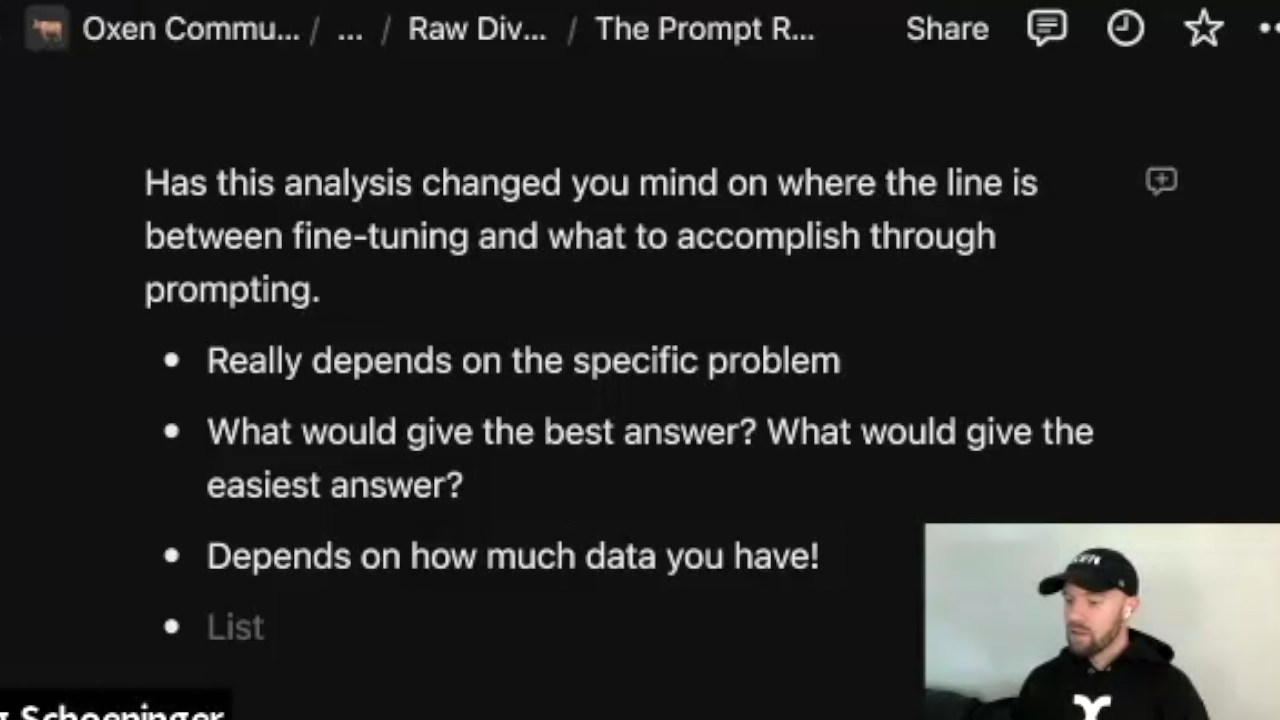 Oxen Commu... / ... / Raw Div... / The Prompt R... Share
Has this analysis changed you mind on where the line is
between fine-tuning and what to accomplish through
prompting.
• Really depends on the specific problem
• What would give the best answer? What would give the
easiest answer?
• Depends on how much data you have!
• List
Schoeninger